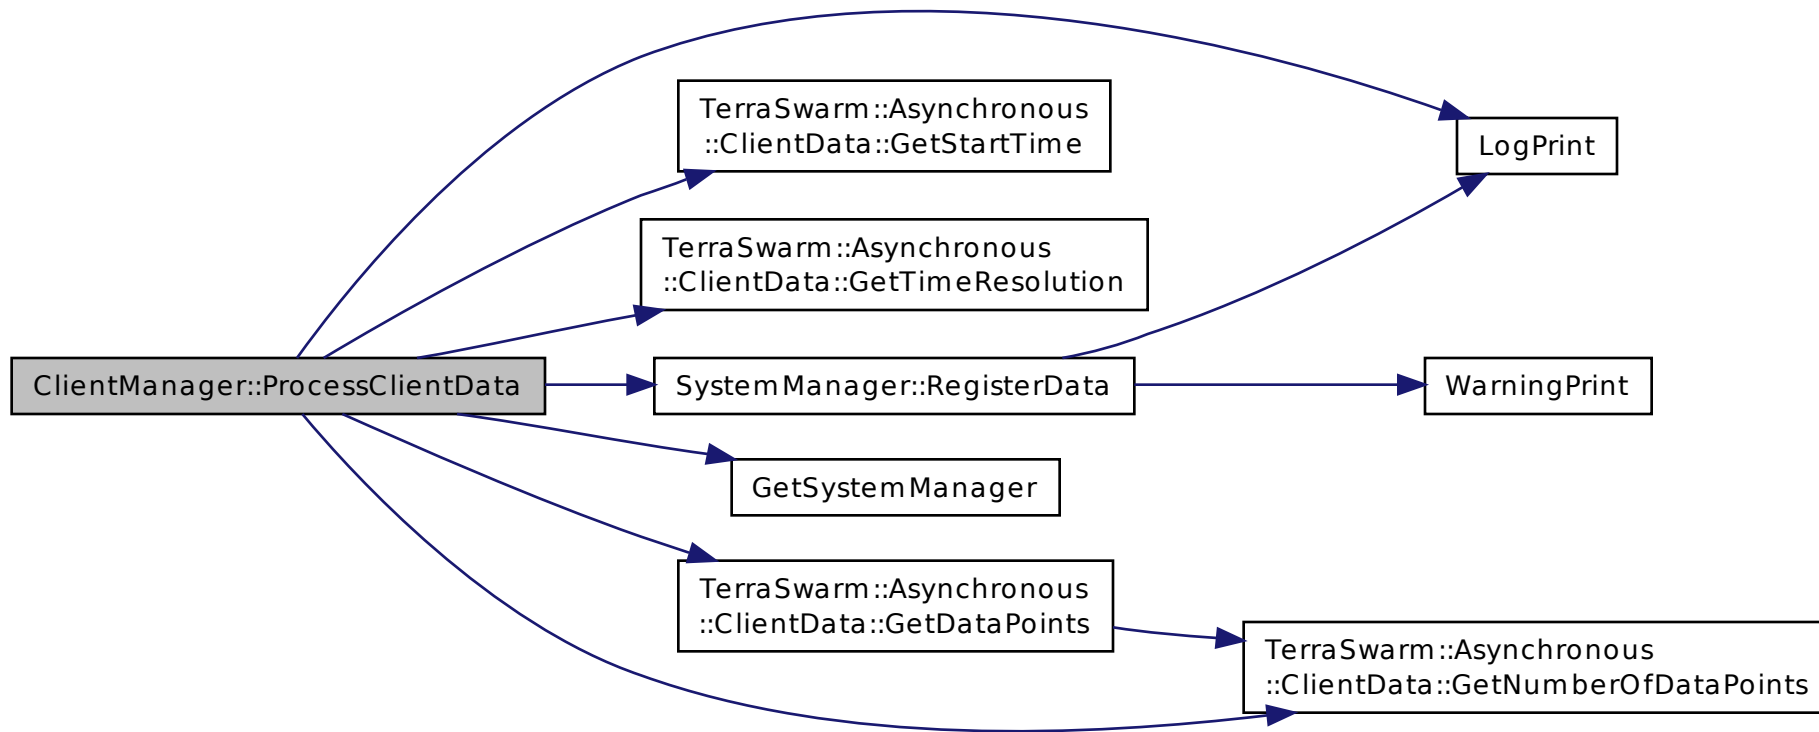 TerraSwarm::Asynchronous
::ClientData::GetStartTime
LogPrint
TerraSwarm::Asynchronous
::ClientData::GetTimeResolution
ClientManager::ProcessClientData
SystemManager::RegisterData
WarningPrint
GetSystemManager
TerraSwarm::Asynchronous
::ClientData::GetDataPoints
TerraSwarm::Asynchronous
::ClientData::GetNumberOfDataPoints